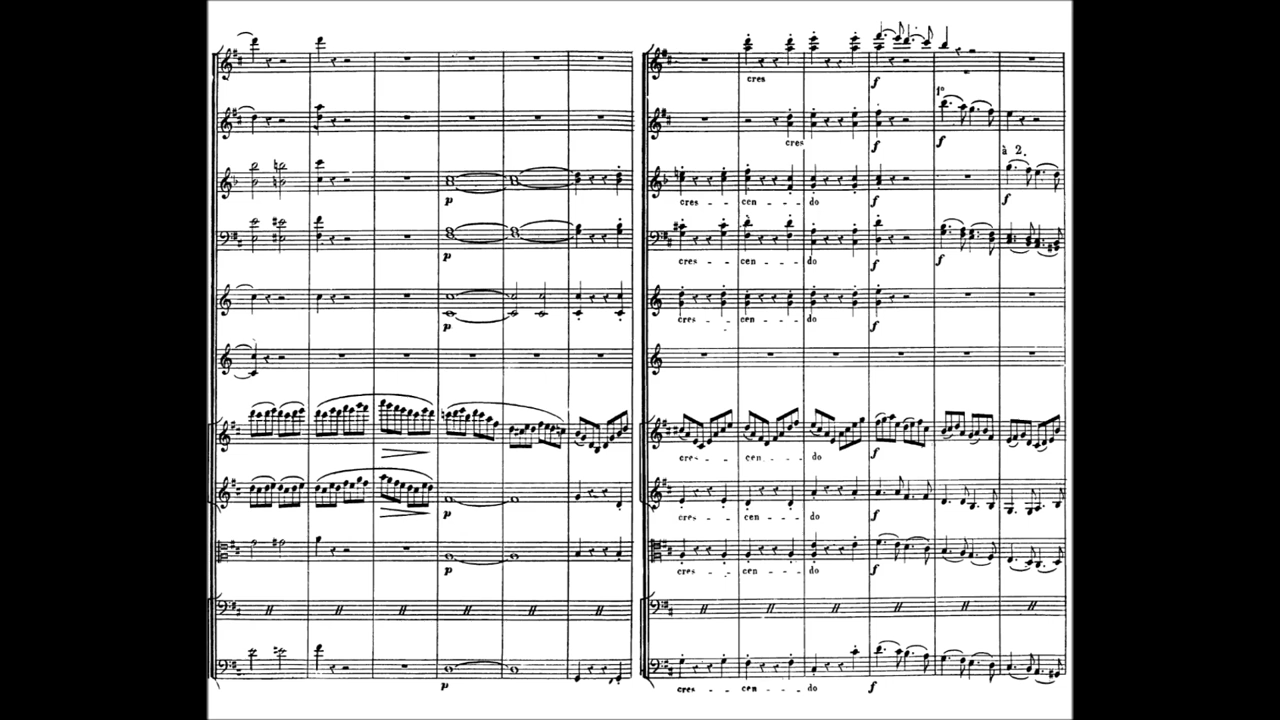 cres
f
1º
cres
f
f
à 2.
p
cres - - cen - - - - do
f
f
p
cres - - cen - - - - do
f
f
p
cres - - cen - - - - do
f
cres - - cen - - - - do
f
p
cres - - cen - - - - do
f
p
cres - - cen - - - - do
f
p
cres - - cen - - - - do
f